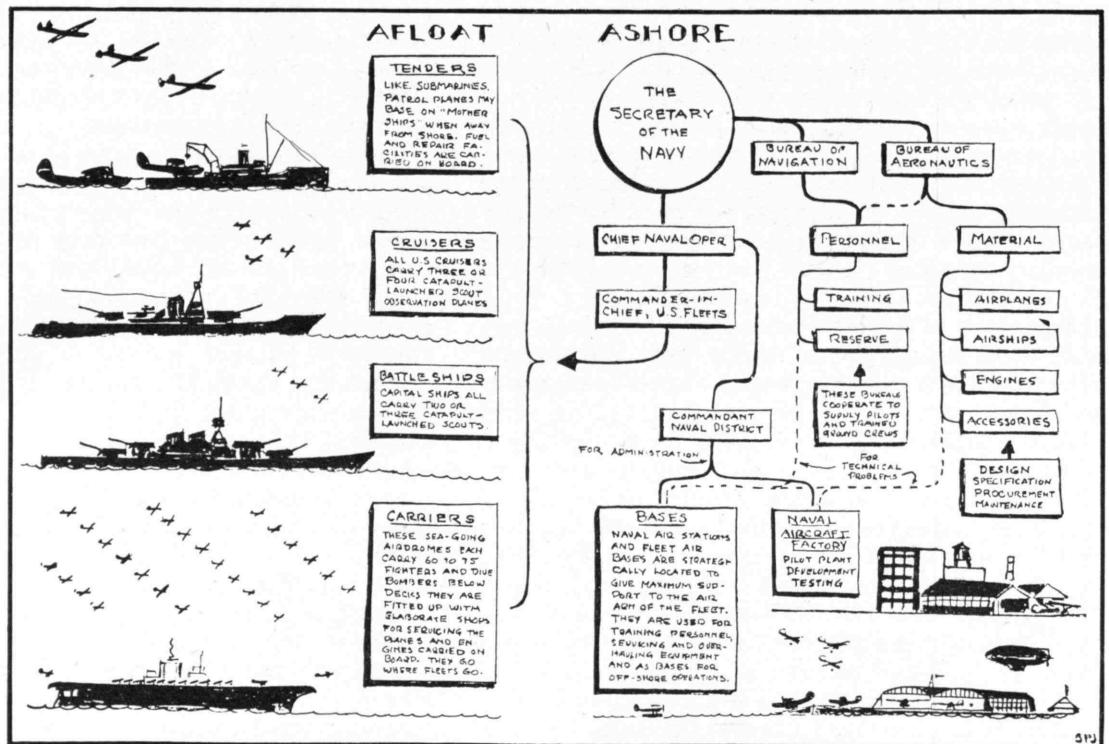 AFLOAT
TENDERS
LIKE SUBMARINES,
PATROL PLANES MAY
BASE ON "MOTHER
SHIPS" WHEN AWAY
FROM SHORE. FUEL
AND REPAIR FA-
CILITIES ARE CAR-
RIED ON BOARD.
CRUISERS
ALL U.S CRUISERS
CARRY THREE OR
FOUR CATAPULT-
LAUNCHED SCOUT
OBSERVATION PLANES
BATTLESHIPS
CAPITAL SHIPS ALL
CARRY TWO OR
THREE CATAPULT-
LAUNCHED SCOUTS.
CARRIERS
THESE SEA-GOING
AIRDROMES EACH
CARRY 60 TO 75
FIGHTERS AND DIVE
BOMBERS. BELOW
DECKS THEY ARE
FITTED UP WITH
ELABORATE SHOPS
FOR SERVICING THE
PLANES AND EN
GINES CARRIED ON
BOARD. THEY GO
WHERE FLEETS GO.
ASHORE
THE
SECRETARY
OF THE
NAVY
BUREAU OF
NAVIGATION
BUREAU OF
AERONAUTICS
CHIEF NAVAL OPER
PERSONNEL
MATERIAL
COMMANDER-IN-
CHIEF, U.S. FLEETS
TRAINING
RESERVE
AIRPLANES
AIRSHIPS
ENGINES
ACCESSORIES
THESE BUREAUS
COOPERATE TO
SUPPLY PILOTS
AND TRAINED
GROUND CREWS
DESIGN
SPECIFICATION
PROCUREMENT
MAINTENANCE
COMMANDANT
NAVAL DISTRICT
FOR ADMINISTRATION
FOR
TECHNICAL
PROBLEMS
BASES
NAVAL AIR STATIONS
AND FLEET AIR
BASES ARE STRATEGI
CALLY LOCATED TO
GIVE MAXIMUM SUP-
PORT TO THE AIR
ARM OF THE FLEET.
THEY ARE USED FOR
TRAINING PERSONNEL,
SERVICING AND OVER-
HAULING EQUIPMENT
AND AS BASES FOR
OFF-SHORE OPERATIONS.
NAVAL
AIRCRAFT
FACTORY
PILOT PLANT
DEVELOPMENT
TESTING